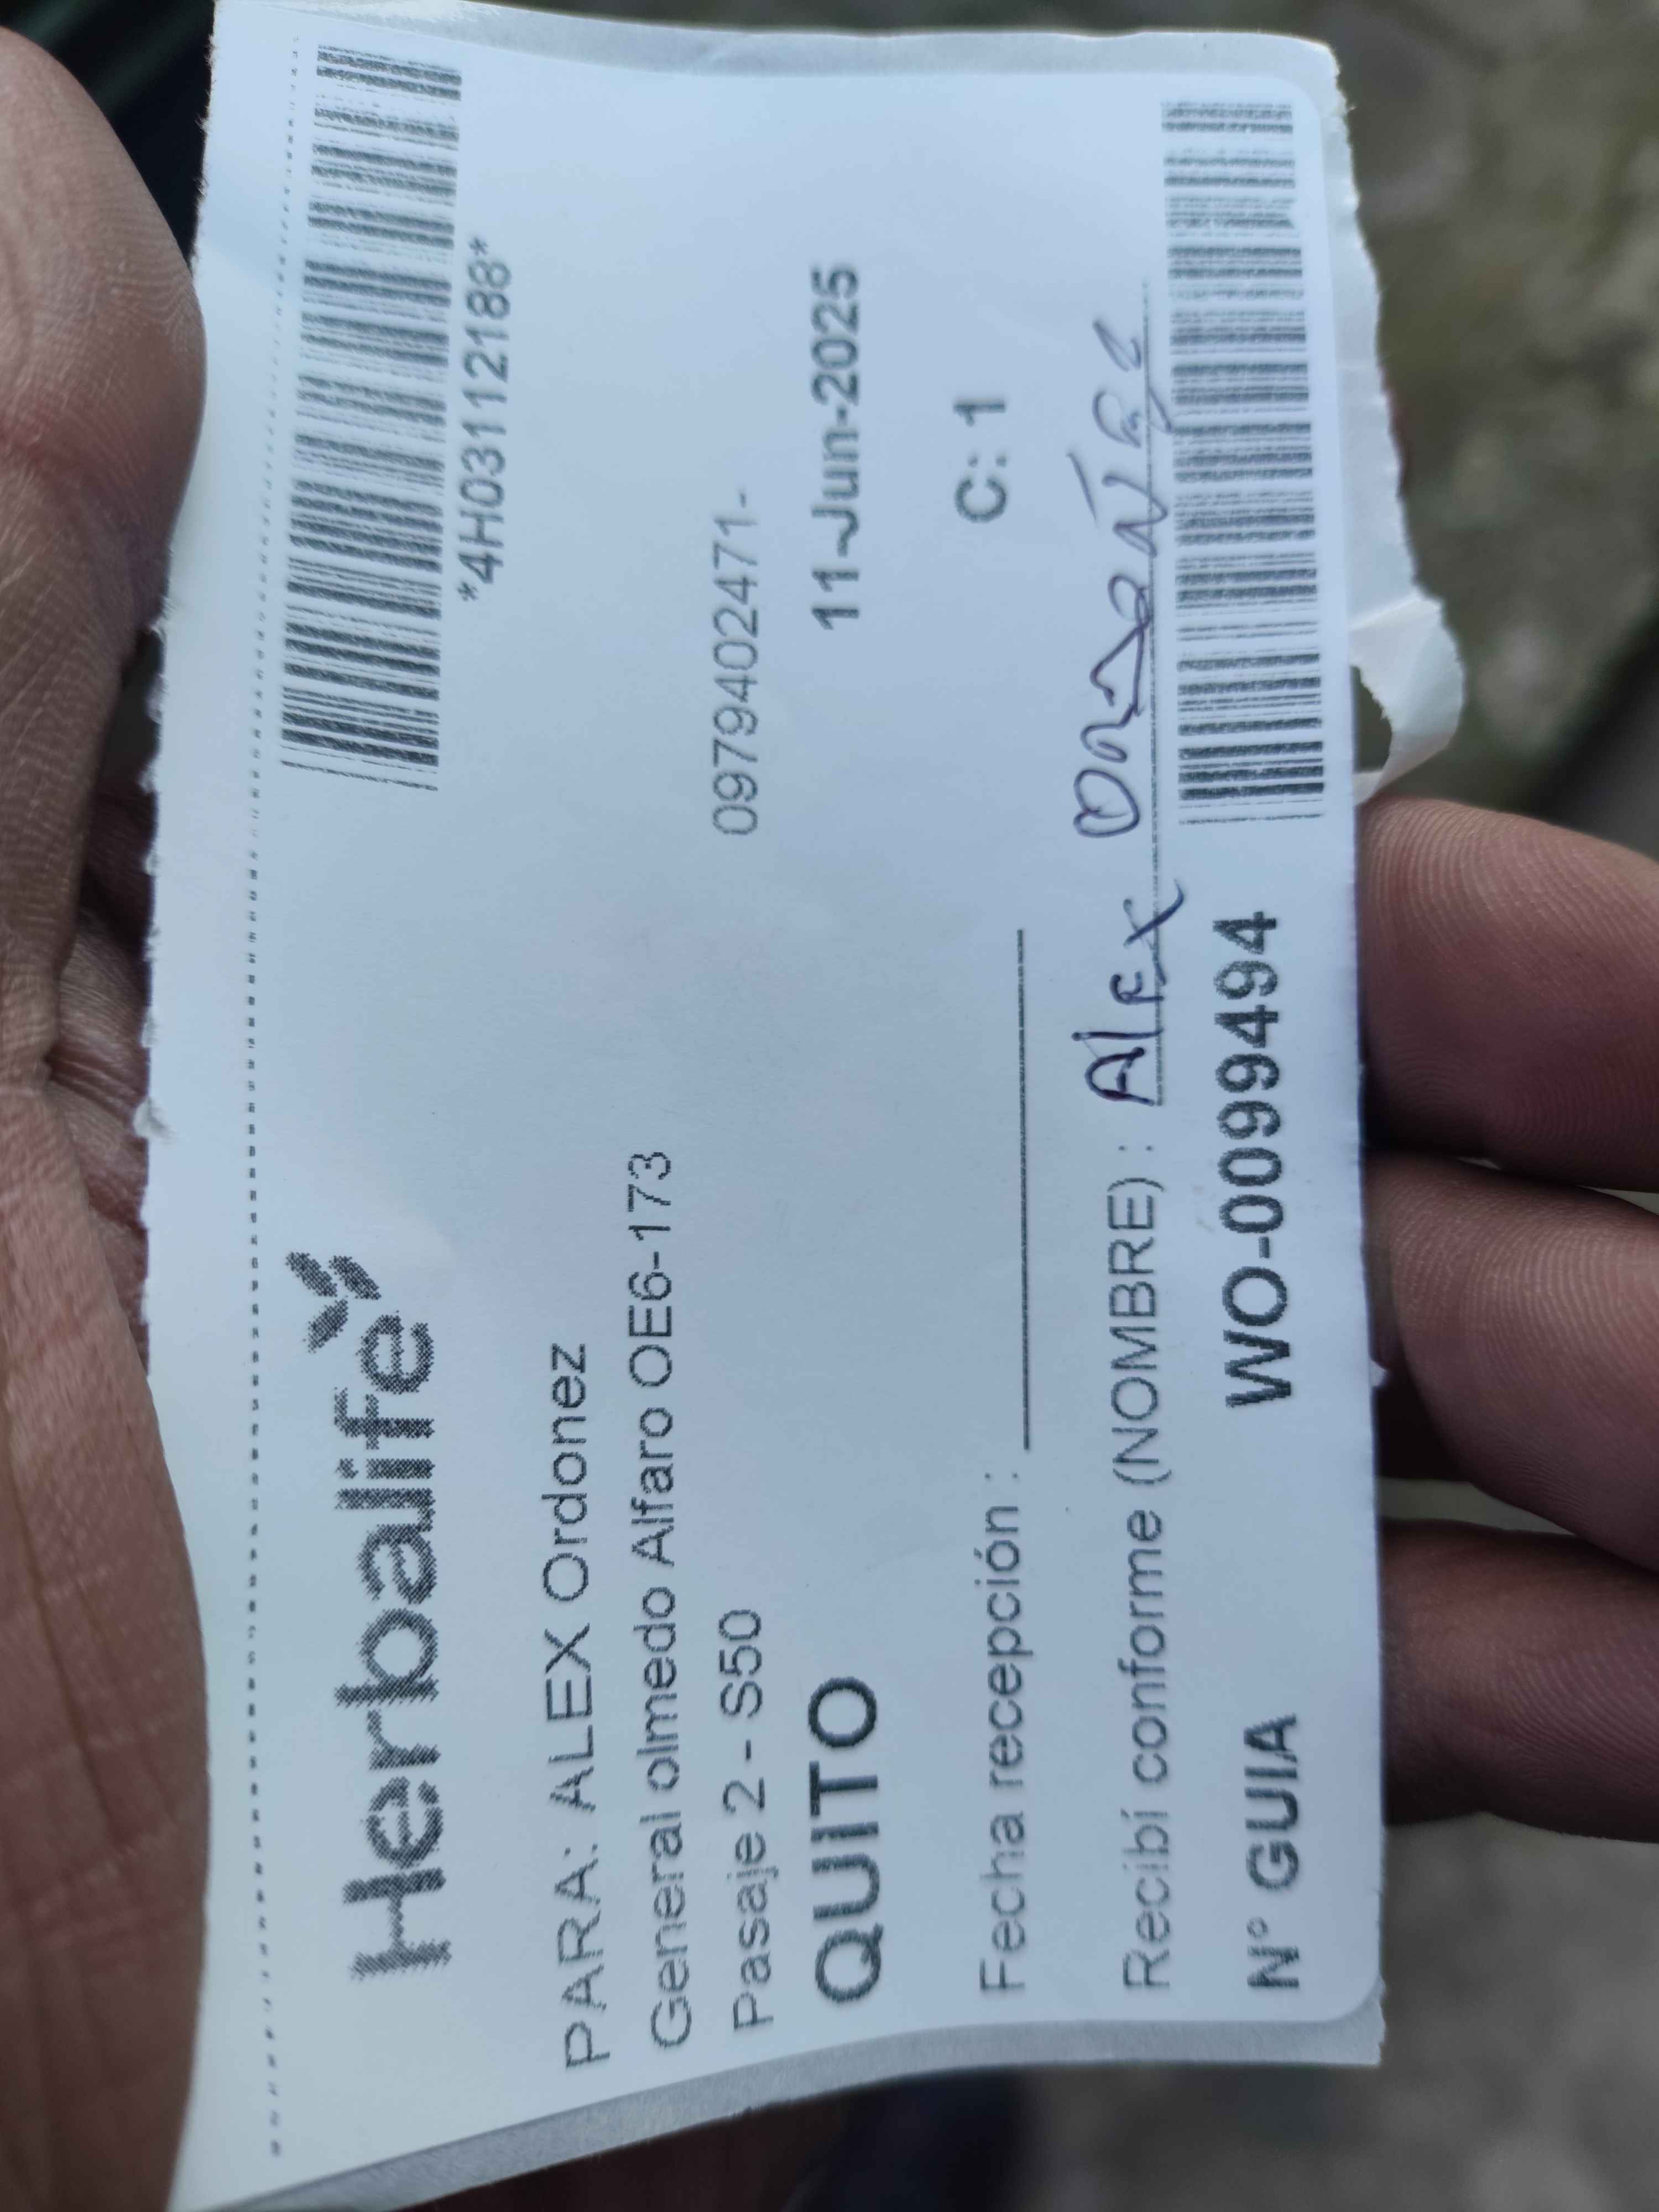 Herbalife
*4H03112188*
PARA: ALEX Ordonez
General olmedo Alfaro OE6-173
Pasaje 2 - S50 0979402471-
QUITO 11-Jun-2025
Fecha recepción : C: 1
Recibí conforme (NOMBRE) : Alex Ordoñez
Nº GUIA WO-0099494